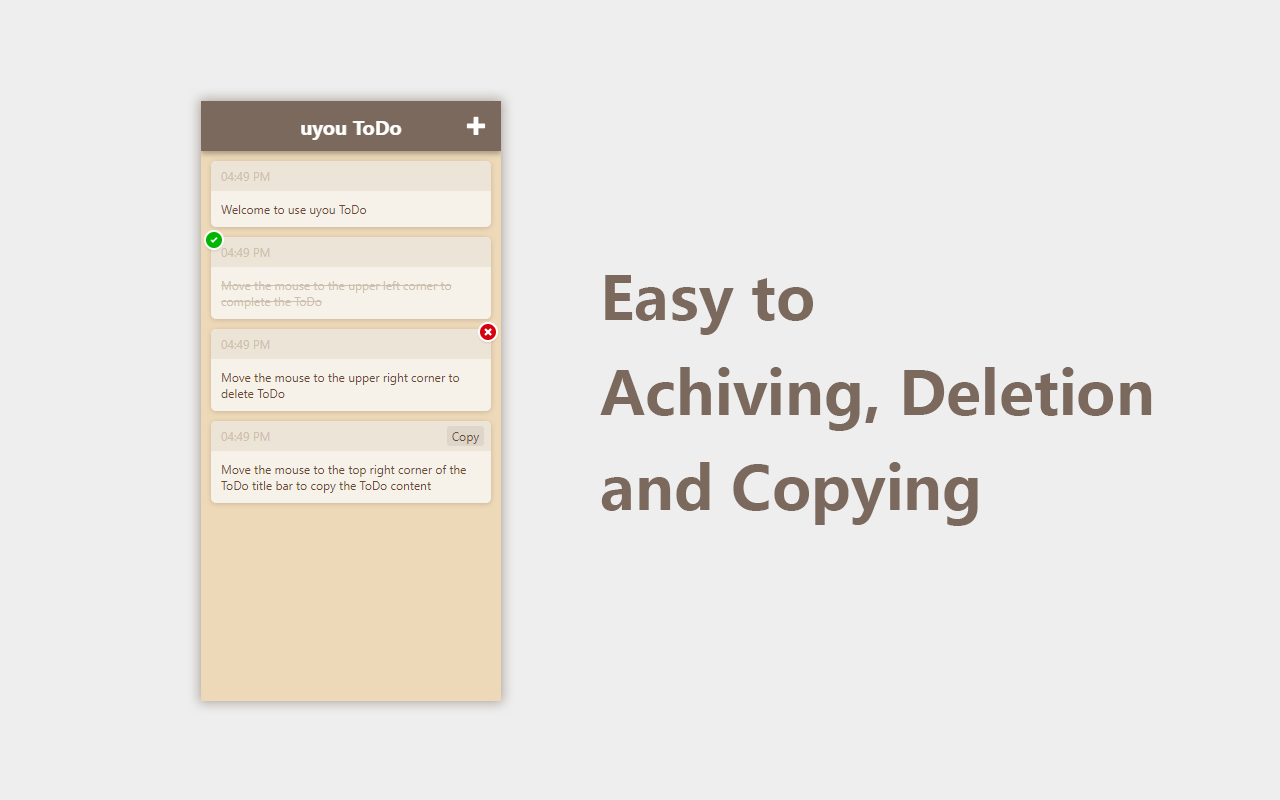 uyou ToDo
04:49 PM
Welcome to use uyou ToDo
04:49 PM
Move the mouse to the upper left corner to
complete the ToDo
04:49 PM
Move the mouse to the upper right corner to
delete ToDo
04:49 PM
Copy
Move the mouse to the top right corner of the
ToDo title bar to copy the ToDo content
Easy to
Achiving, Deletion
and Copying